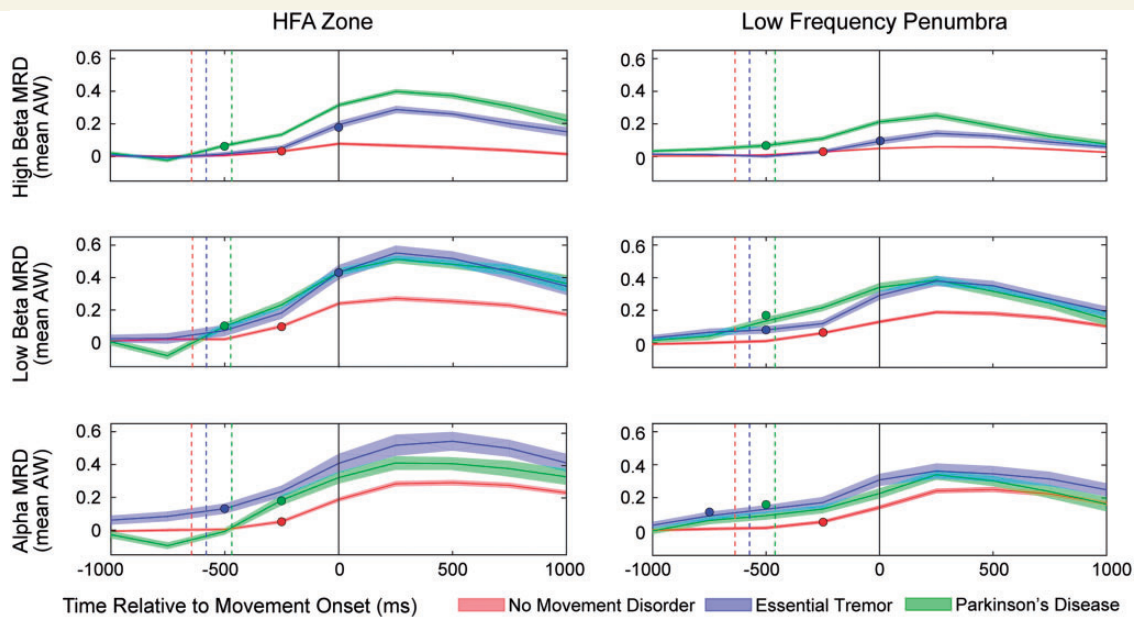 HFA Zone
Low Frequency Penumbra
High Beta MRD
(mean AW)
0.6
0.4
0.2
0
0.6
0.4
0.2
0
Low Beta MRD
(mean AW)
0.6
0.4
0.2
0
0.6
0.4
0.2
0
Alpha MRD
(mean AW)
0.6
0.4
0.2
0
0.6
0.4
0.2
0
-1000 -500 0 500 1000
-1000 -500 0 500 1000
Time Relative to Movement Onset (ms)
No Movement Disorder
Essential Tremor
Parkinson's Disease